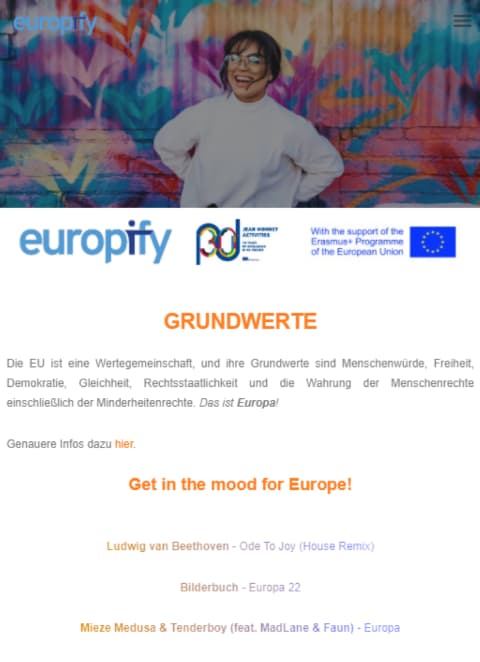 europify
europify
JEAN MONNET
ACTIVITIES
With the support of the
Erasmus+ Programme
of the European Union
GRUNDWERTE
Die EU ist eine Wertegemeinschaft, und ihre Grundwerte sind Menschenwürde, Freiheit,
Demokratie, Gleichheit, Rechtsstaatlichkeit und die Wahrung der Menschenrechte
einschließlich der Minderheitenrechte. Das ist Europa!
Genauere Infos dazu hier.
Get in the mood for Europe!
Ludwig van Beethoven - Ode To Joy (House Remix)
Bilderbuch - Europa 22
Mieze Medusa & Tenderboy (feat. MadLane & Faun) - Europa